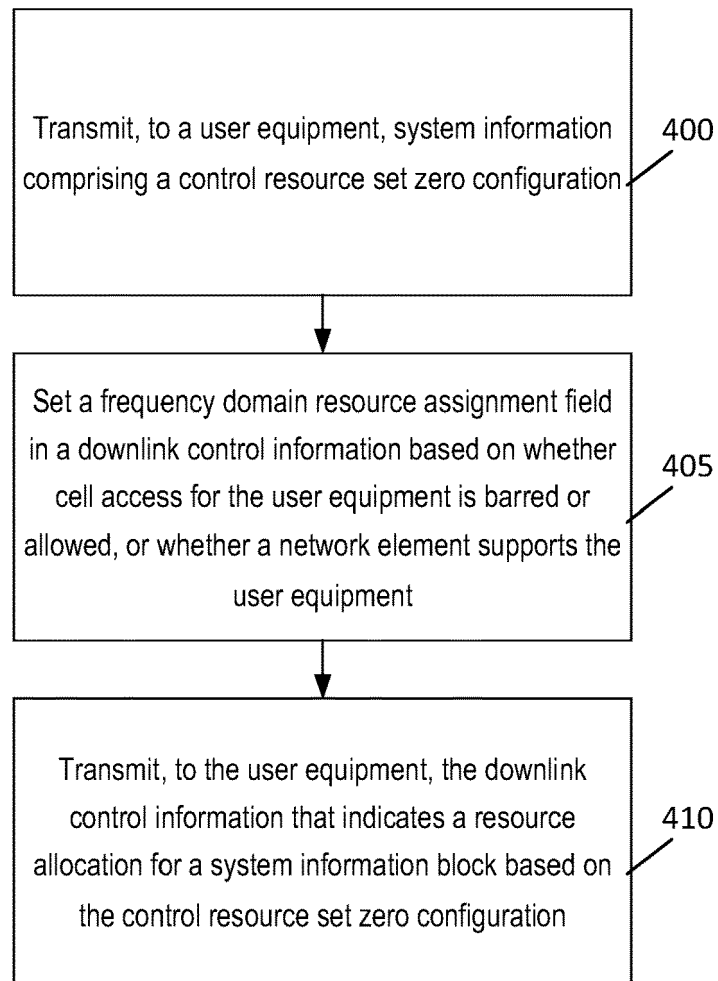 Transmit, to a user equipment, system information
comprising a control resource set zero configuration
400
Set a frequency domain resource assignment field
in a downlink control information based on whether
cell access for the user equipment is barred or
allowed, or whether a network element supports the
user equipment
405
Transmit, to the user equipment, the downlink
control information that indicates a resource
allocation for a system information block based on
the control resource set zero configuration
410